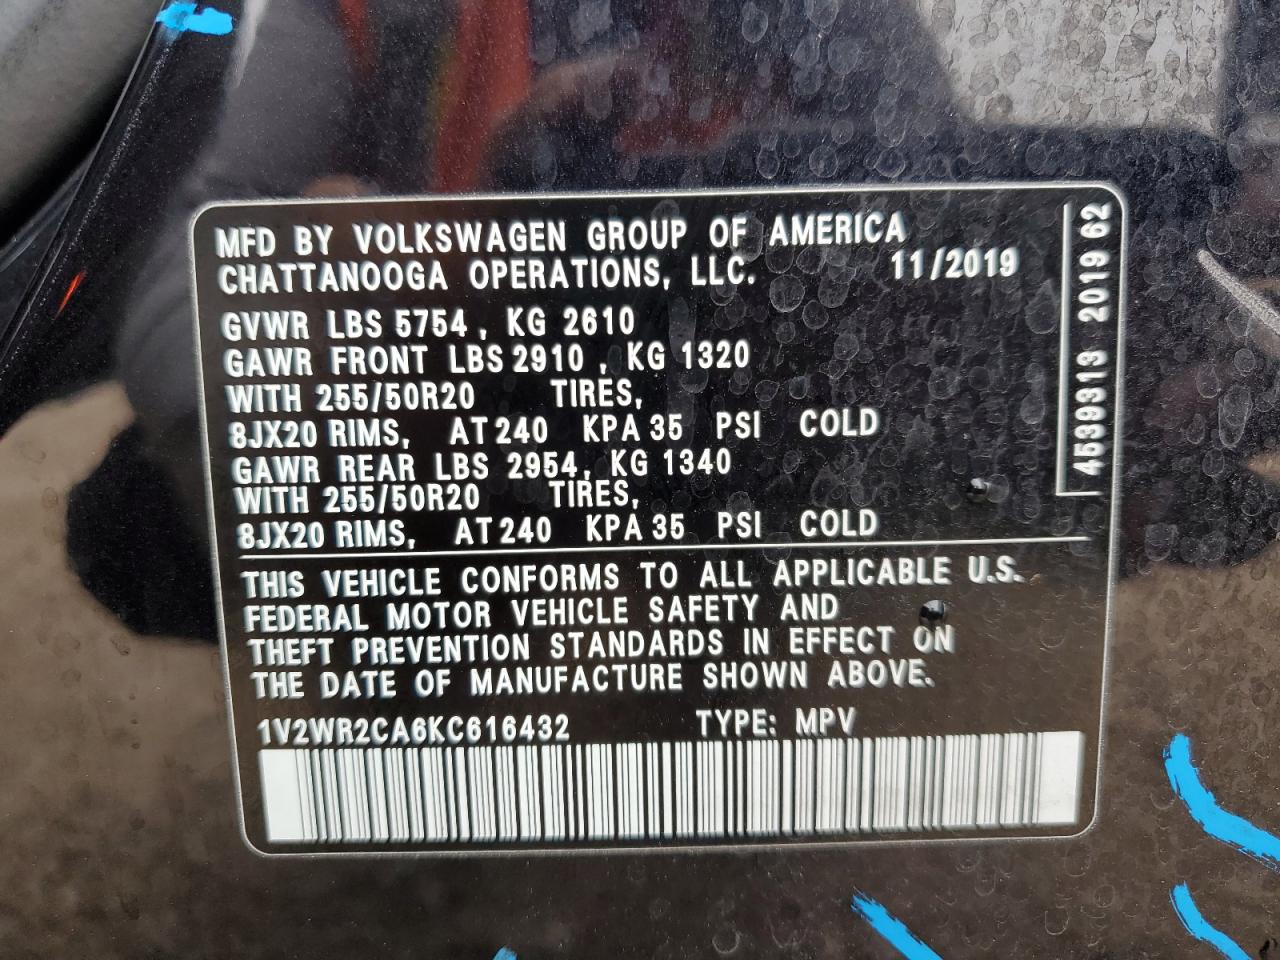 MFD BY VOLKSWAGEN GROUP OF AMERICA
CHATTANOOGA OPERATIONS, LLC. 11/2019
GVWR LBS 5754 , KG 2610
GAWR FRONT LBS 2910 , KG 1320
WITH 255/50R20 TIRES,
8JX20 RIMS, AT 240 KPA 35 PSI COLD
GAWR REAR LBS 2954, KG 1340
WITH 255/50R20 TIRES,
8JX20 RIMS, AT 240 KPA 35 PSI COLD
THIS VEHICLE CONFORMS TO ALL APPLICABLE U.S.
FEDERAL MOTOR VEHICLE SAFETY AND
THEFT PREVENTION STANDARDS IN EFFECT ON
THE DATE OF MANUFACTURE SHOWN ABOVE.
1V2WR2CA6KC616432 TYPE: MPV
4539313 2019 62